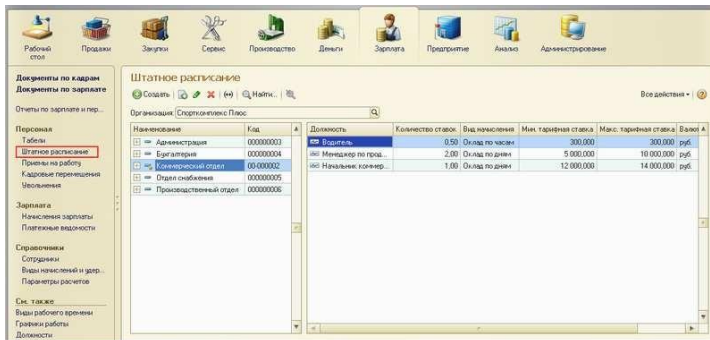 Рабочий стол
Продажи
Закупки
Сервис
Производство
Деньги
Зарплата
Предприятие
Анализ
Администрирование
Документы по кадрам
Документы по зарплате
Отчеты по зарплате и пер...
Персонал
Табели
Штатное расписание
Приемы на работу
Кадровые перемещения
Увольнения
Зарплата
Начисления зарплаты
Платежные ведомости
Справочники
Сотрудники
Виды начислений и удер...
Параметры расчетов
См. также
Виды рабочего времени
Графики работы
Должности
Штатное расписание
Создать Найти... Все действия
Организация: Спорткомплекс Плюс
Наименование Код
Администрация 000000003
Бухгалтерия 000000004
Коммерческий отдел 00-000002
Отдел снабжения 000000005
Производственный отдел 000000006
Должность Количество ставок Вид начисления Мин. тарифная ставка Макс. тарифная ставка Валюта
Водитель 0,50 Оклад по часам 300,000 300,000 руб.
Менеджер по прод... 2,00 Оклад по дням 5 000,000 10 000,000 руб.
Начальник коммер... 1,00 Оклад по дням 12 000,000 14 000,000 руб.